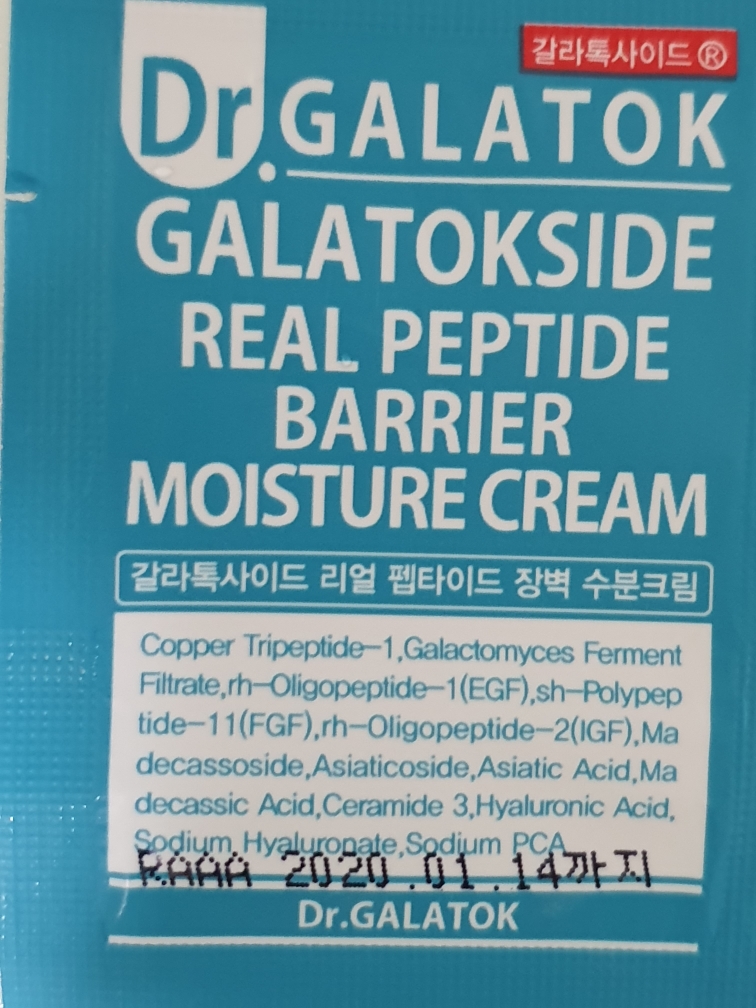 갈라톡사이드®
Dr.GALATOK
GALATOKSIDE
REAL PEPTIDE
BARRIER
MOISTURE CREAM
갈라톡사이드 리얼 펩타이드 장벽 수분크림
Copper Tripeptide-1,Galactomyces Ferment
Filtrate,rh-Oligopeptide-1(EGF),sh-Polypep
tide-11(FGF),rh-Oligopeptide-2(IGF),Ma
decassoside,Asiaticoside,Asiatic Acid,Ma
decassic Acid,Ceramide 3,Hyaluronic Acid,
Sodium Hyaluronate,Sodium PCA
RAAA 2020.01.14까지
Dr.GALATOK